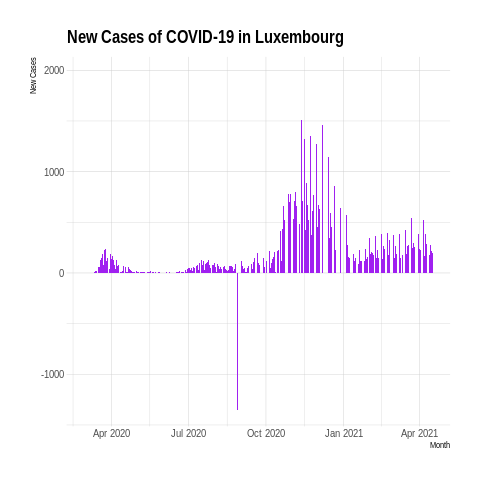 New Cases of COVID-19 in Luxembourg
New Cases
2000
1000
0
-1000
Apr 2020 Jul 2020 Oct 2020 Jan 2021 Apr 2021
Month